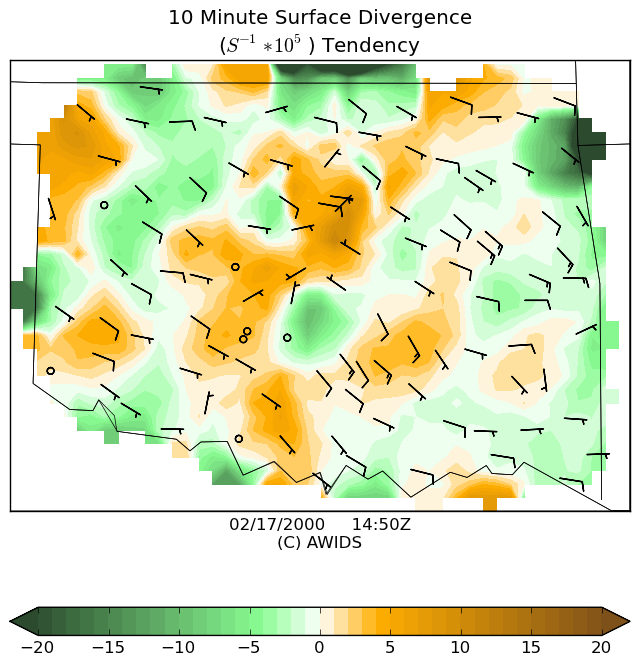 10 Minute Surface Divergence
(S⁻¹ * 10⁵ ) Tendency
02/17/2000 14:50Z
(C) AWIDS
−20 −15 −10 −5 0 5 10 15 20